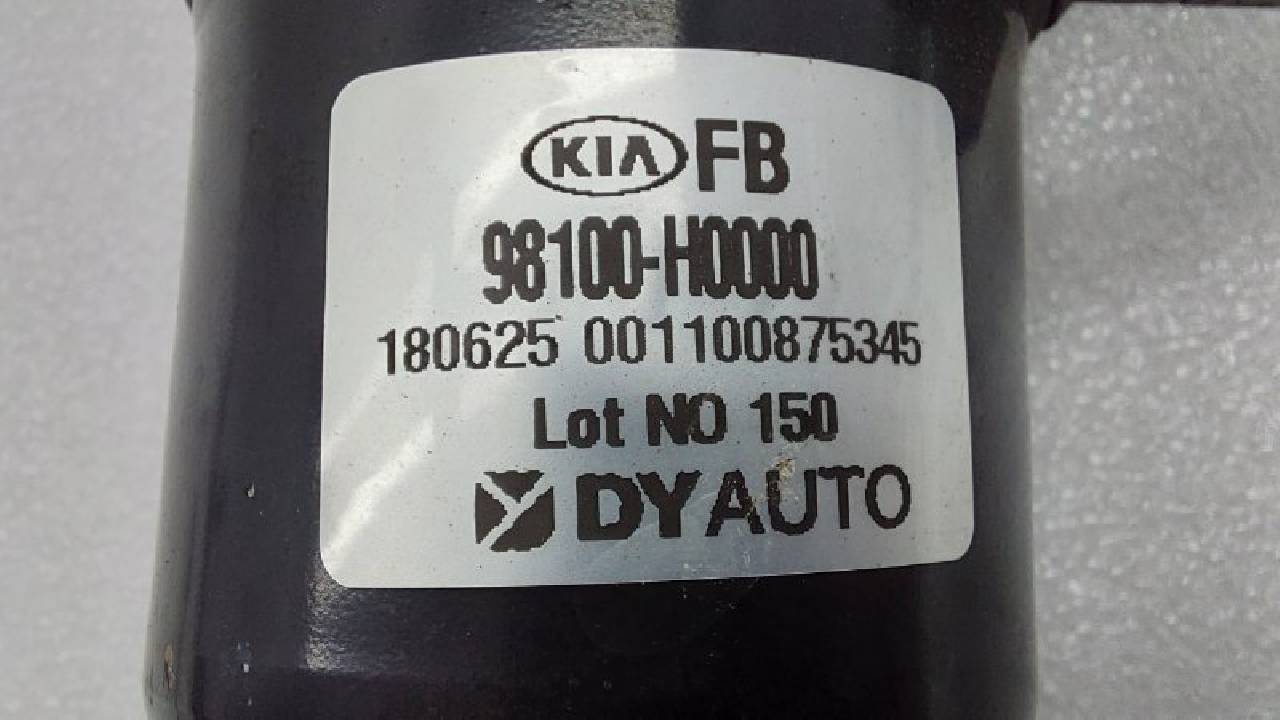 KIA FB
98100-H0000
180625 001100875345
Lot NO 150
DYAUTO